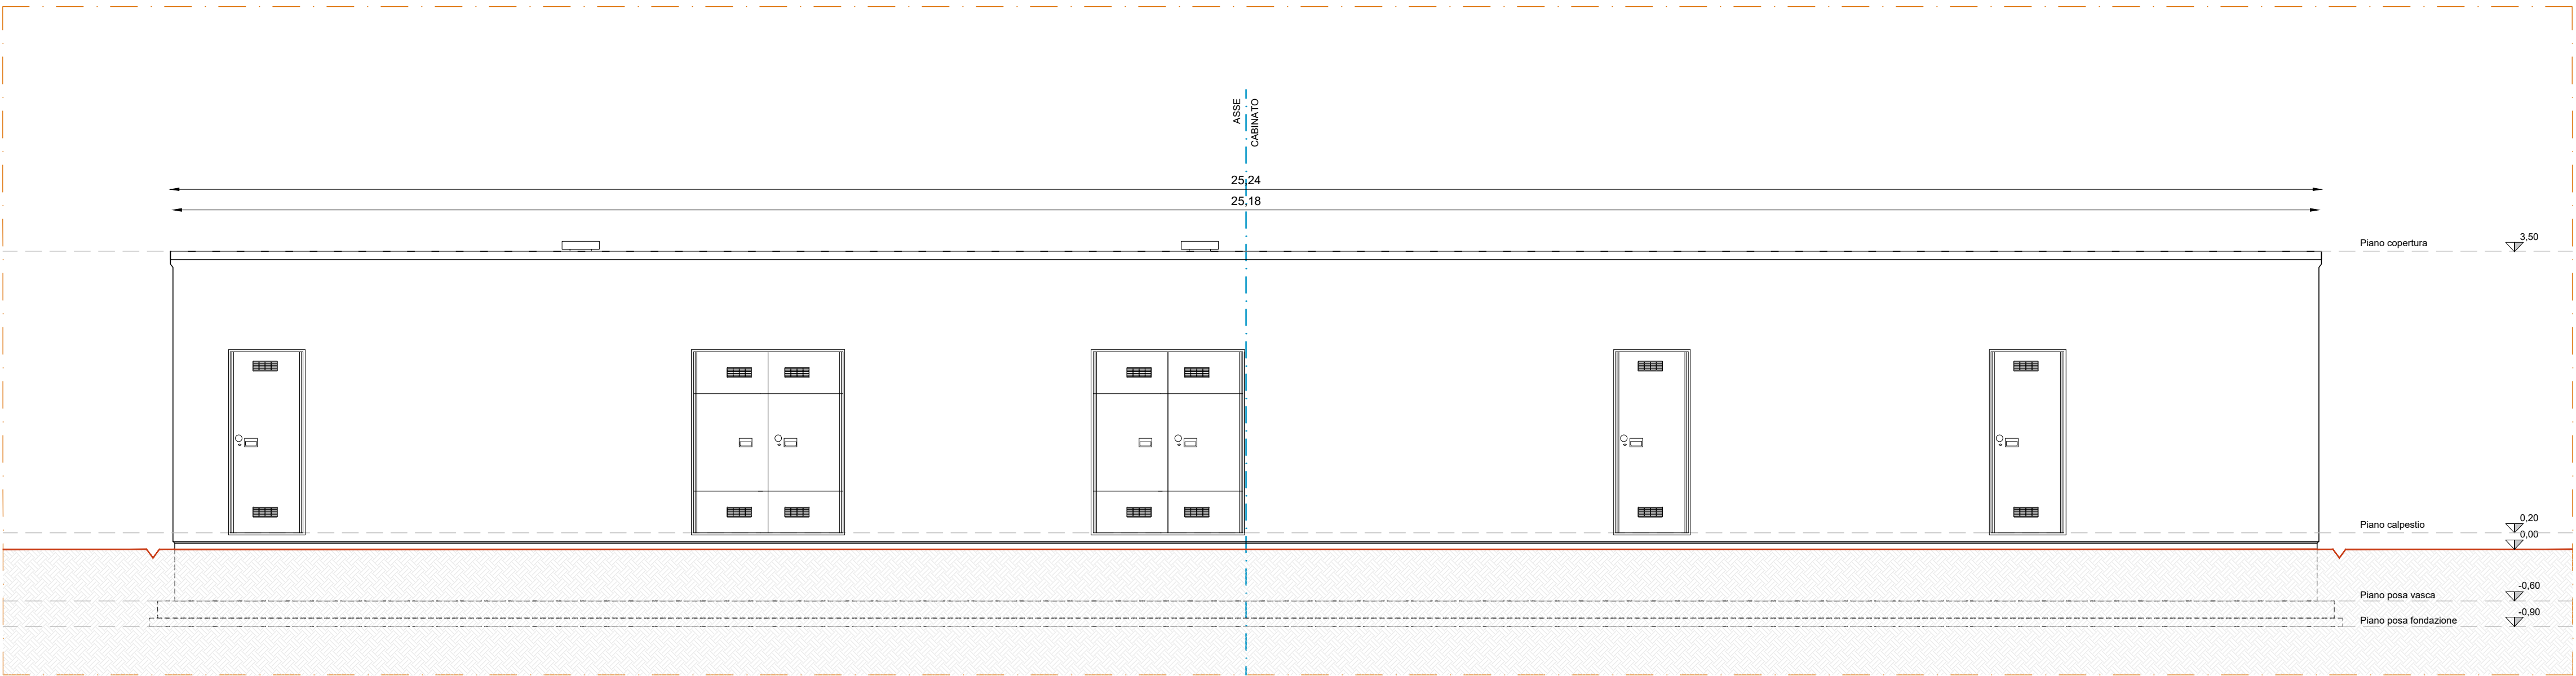 ASSE
CABINATO
25,24
25,18
Piano copertura
3,50
Piano calpestio
0,20
0,00
Piano posa vasca
-0,60
Piano posa fondazione
-0,90